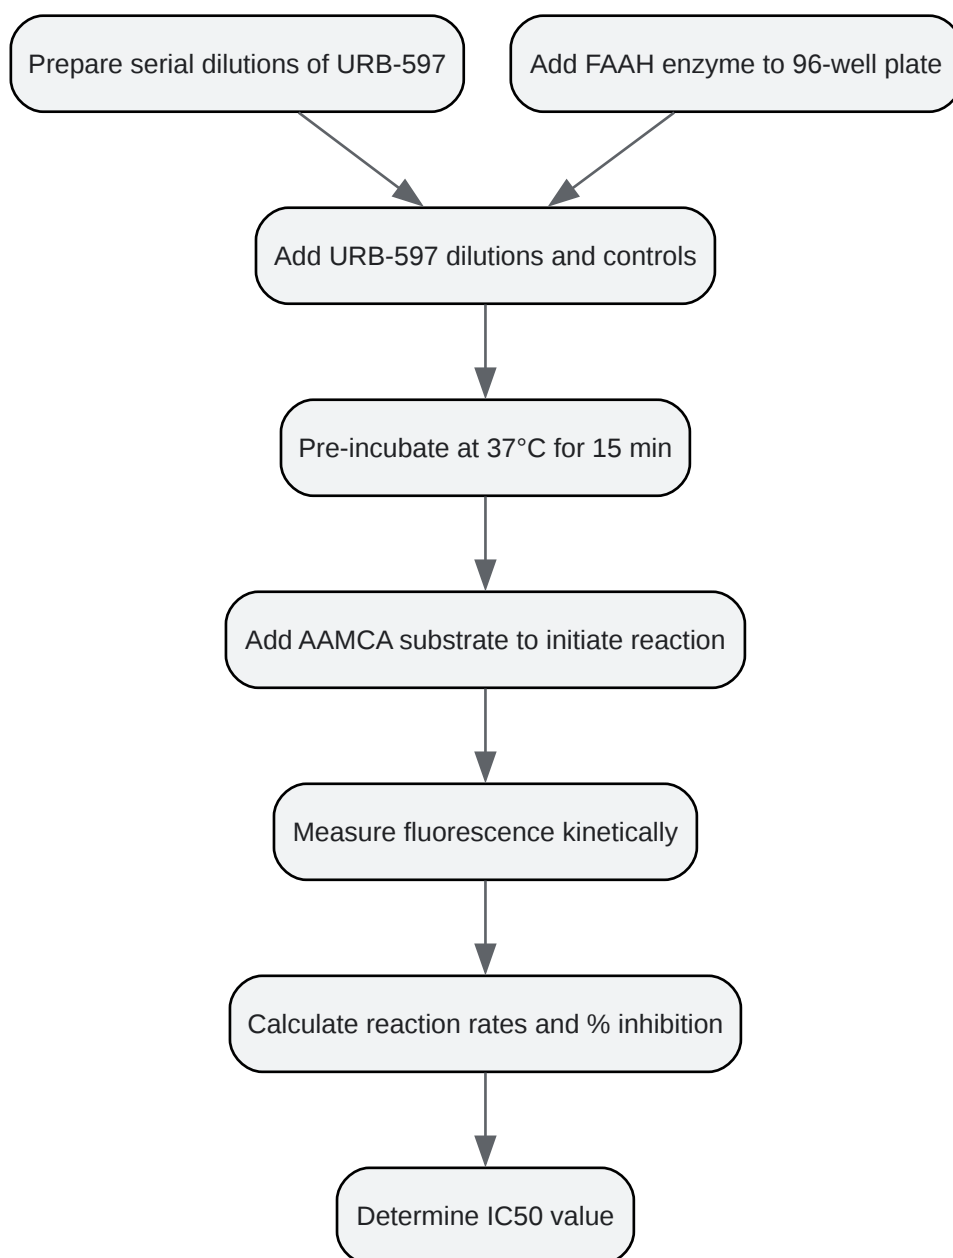 Prepare serial dilutions of URB-597
Add FAAH enzyme to 96-well plate
Add URB-597 dilutions and controls
Pre-incubate at 37°C for 15 min
Add AAMCA substrate to initiate reaction
Measure fluorescence kinetically
Calculate reaction rates and % inhibition
Determine IC50 value